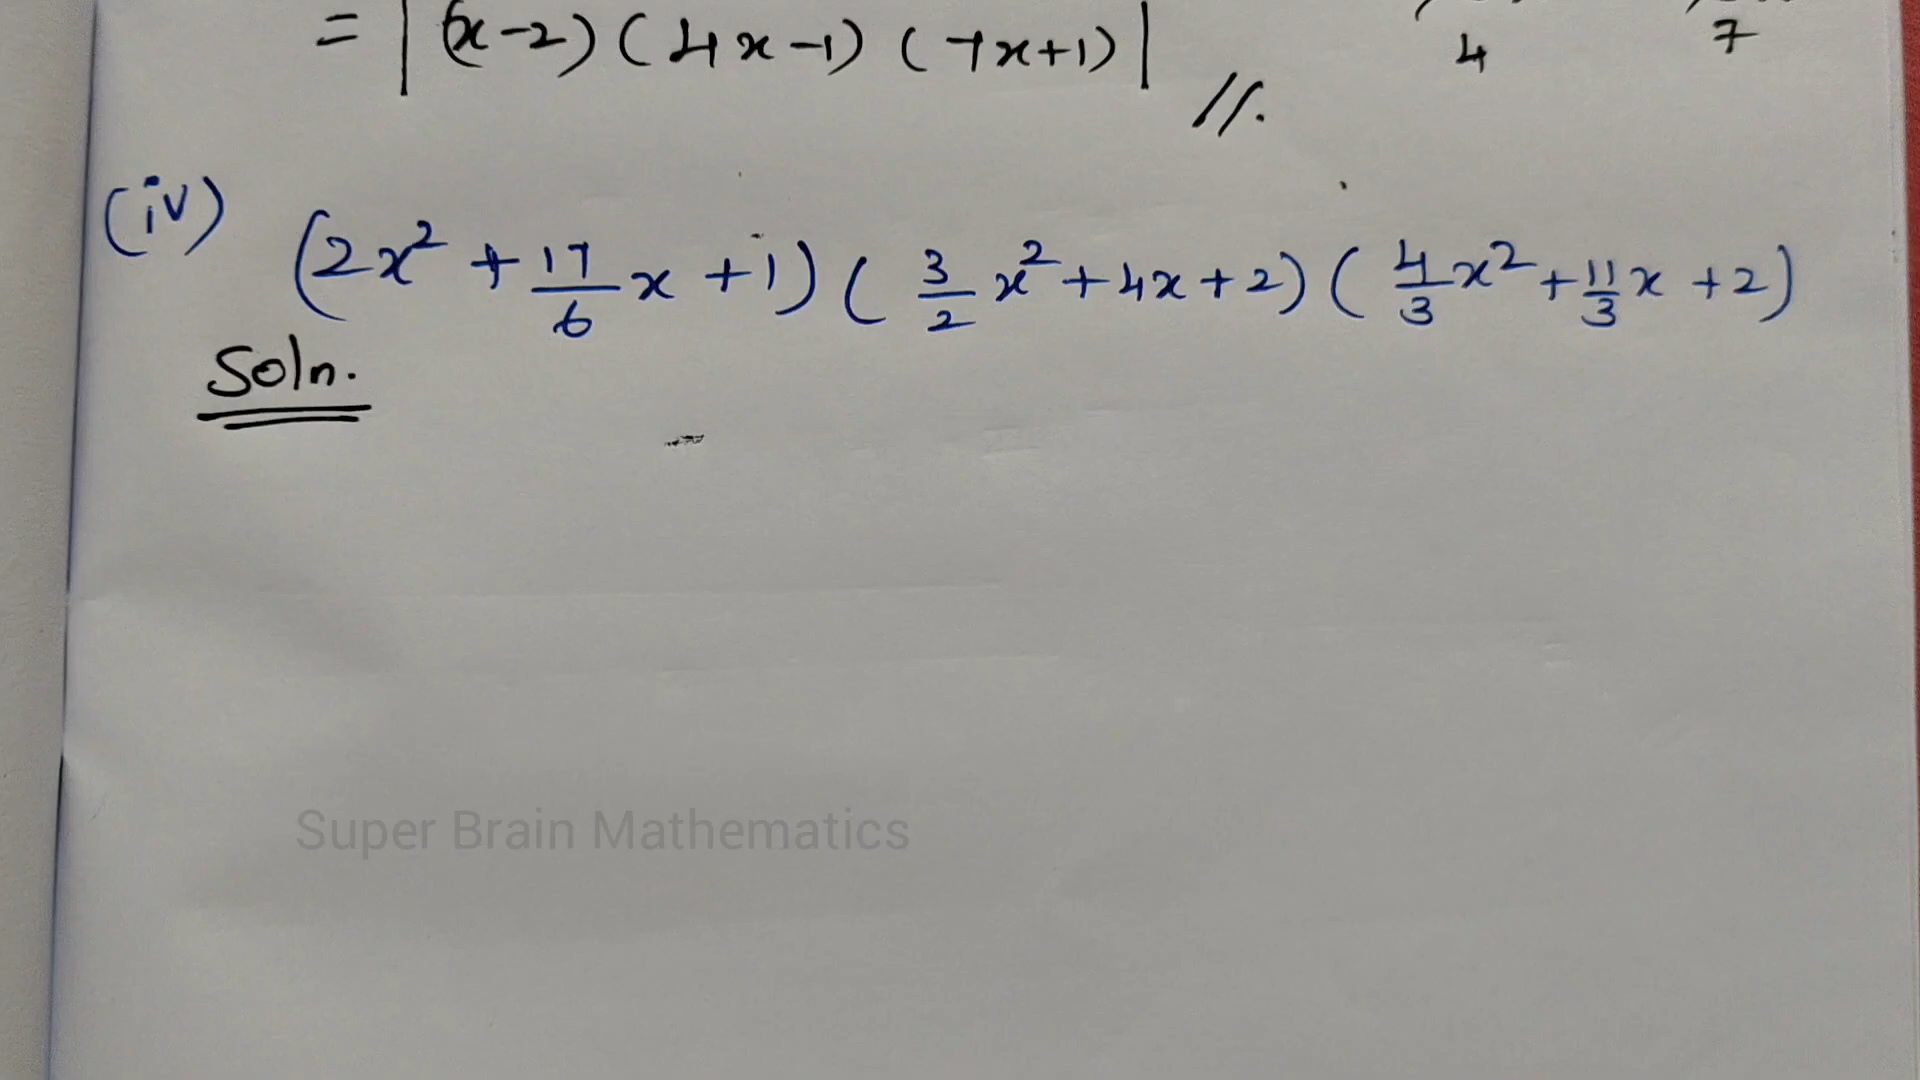 = |(x-2)(4x-1)(7x+1)| //.
4 7
(iv) (2x² + 17/6 x + 1) ( 3/2 x² + 4x + 2) ( 4/3 x² + 11/3 x + 2)
Soln.
Super Brain Mathematics